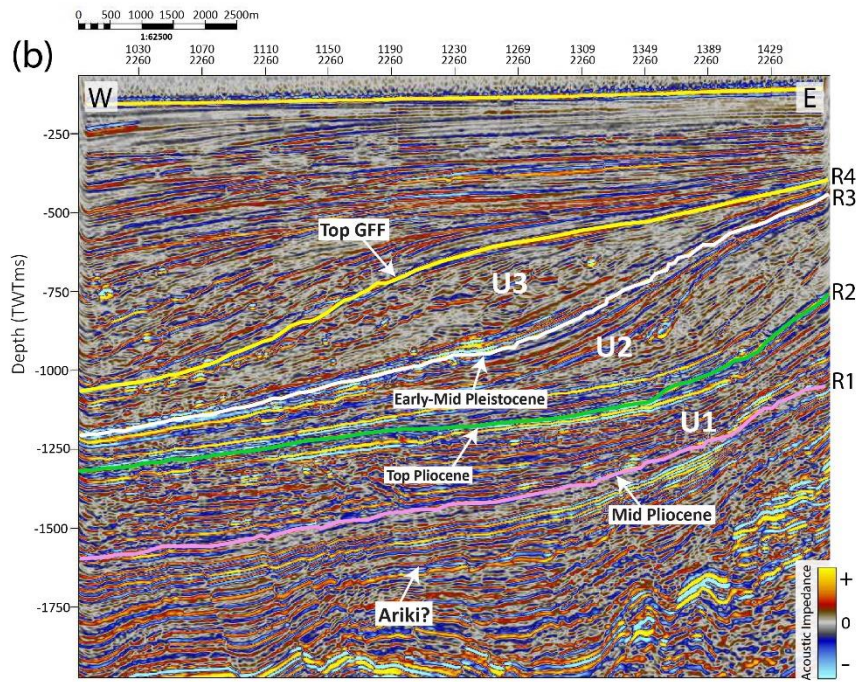 0 500 1000 1500 2000 2500m
1:62500
(b)
1030 1070 1110 1150 1190 1230 1269 1309 1349 1389 1429
2260 2260 2260 2260 2260 2260 2260 2260 2260 2260 2260
W
E
-250
-500
-750
-1000
-1250
-1500
-1750
Depth (TWTms)
R4
R3
R2
R1
Top GFF
U3
U2
Early-Mid Pleistocene
U1
Top Pliocene
Mid Pliocene
Ariki?
Acoustic Impedance
+
0
-